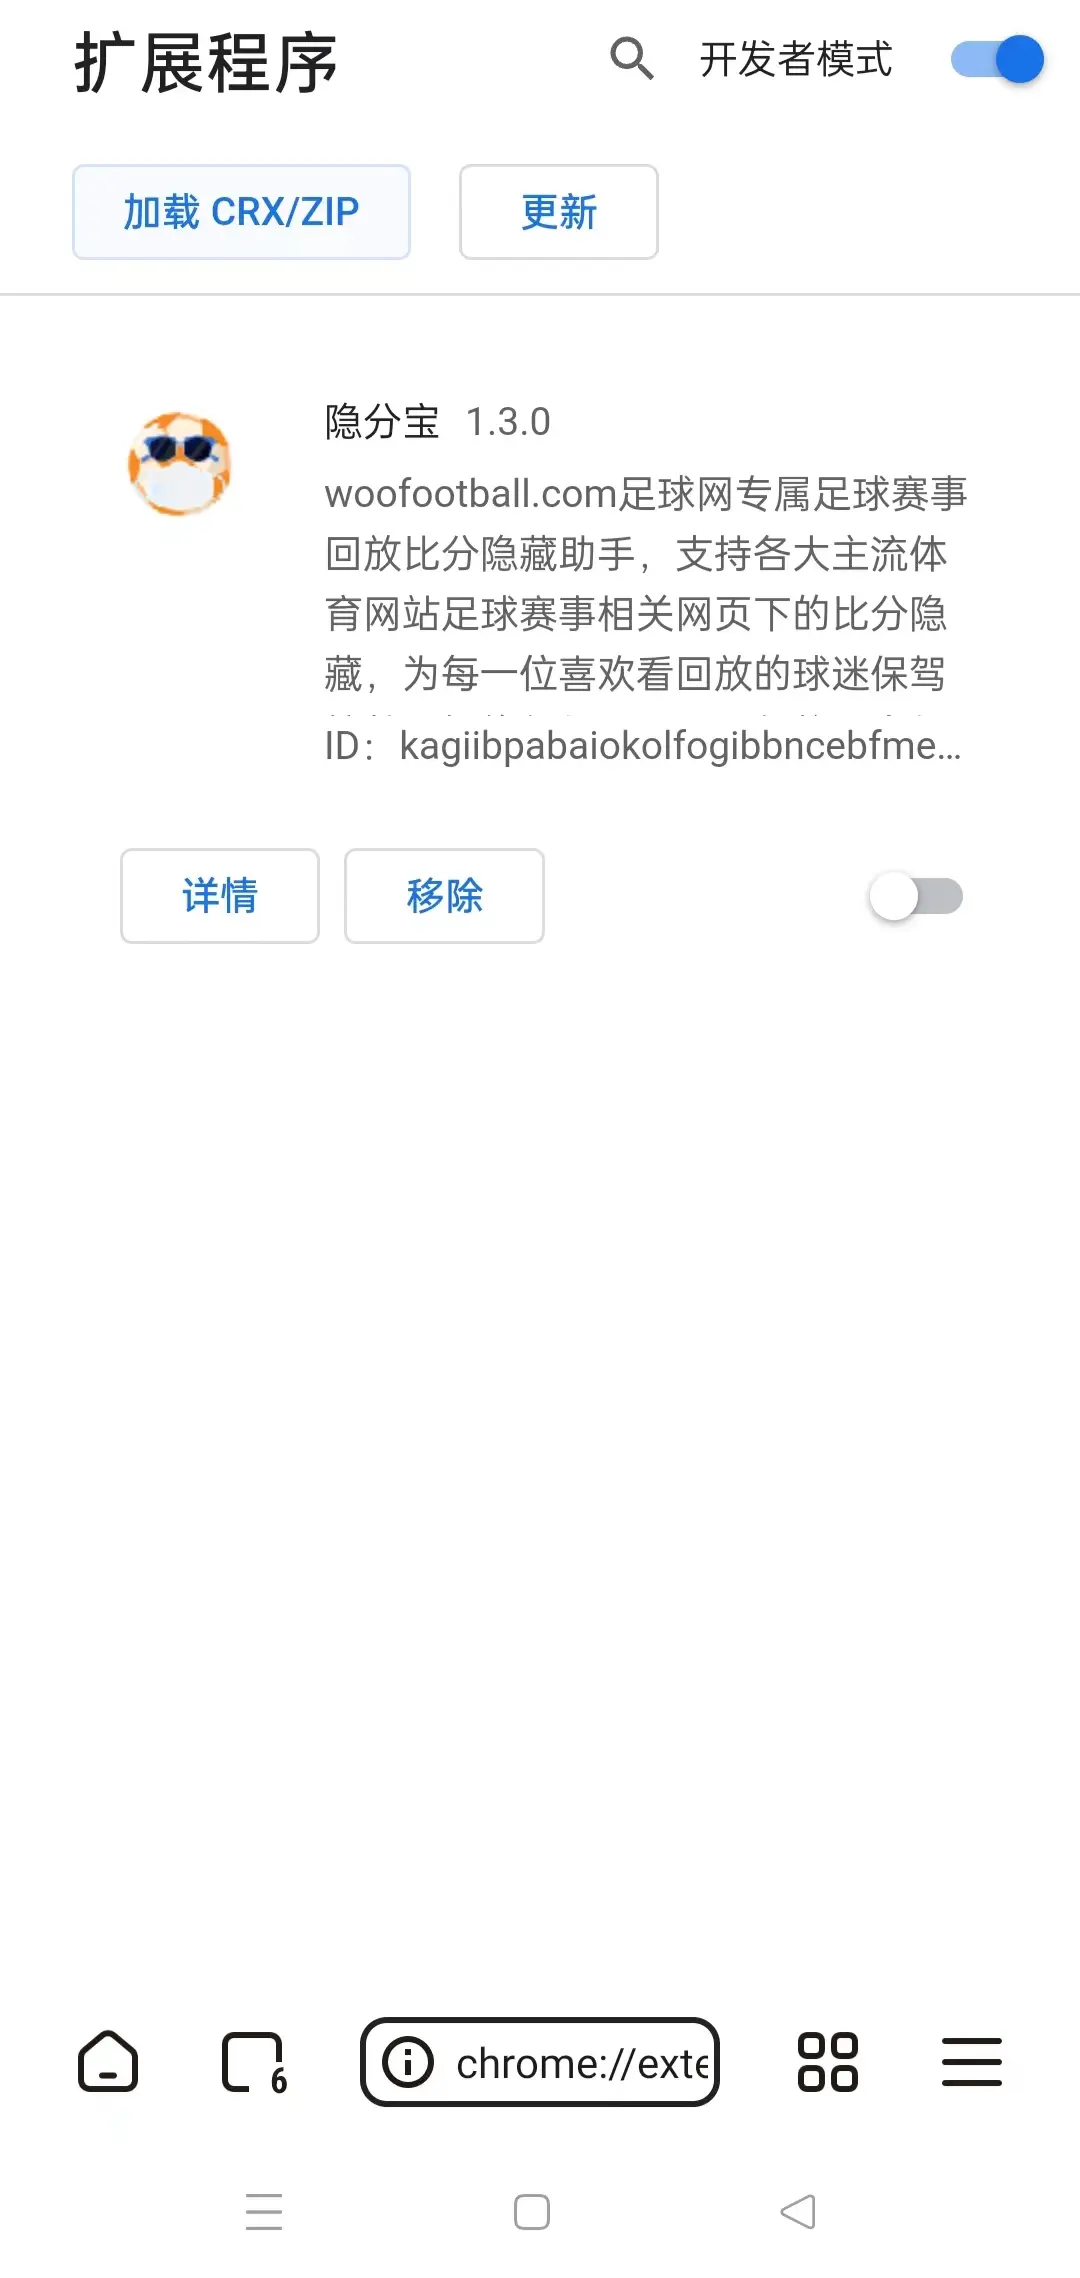 扩展程序
开发者模式
加载 CRX/ZIP
更新
隐分宝 1.3.0
woofootball.com足球网专属足球赛事
回放比分隐藏助手，支持各大主流体
育网站足球赛事相关网页下的比分隐
藏，为每一位喜欢看回放的球迷保驾
ID：kagiibpabaiokolfogibbncebfme...
详情
移除
6
chrome://exte